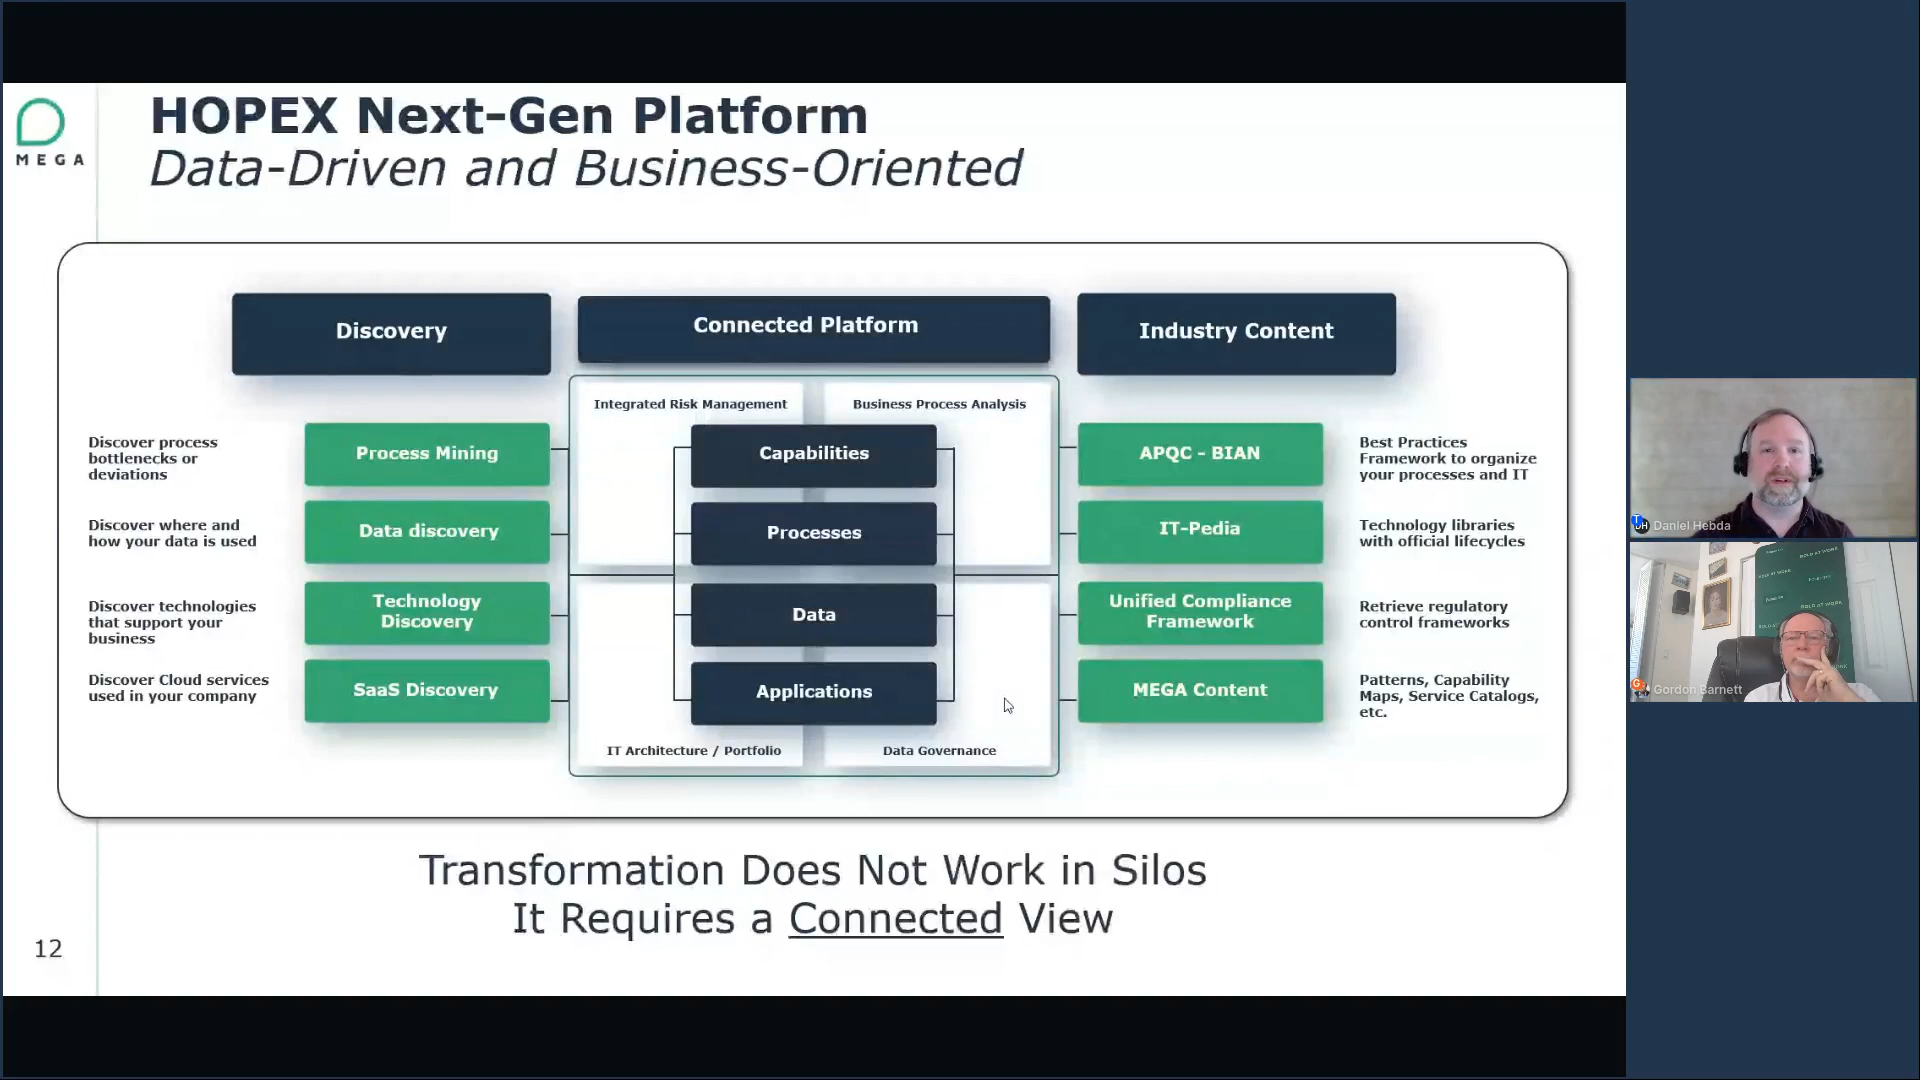 MEGA
HOPEX Next-Gen Platform
Data-Driven and Business-Oriented
Discovery
Connected Platform
Industry Content
Integrated Risk Management
Business Process Analysis
Discover process
bottlenecks or
deviations
Process Mining
Capabilities
APQC - BIAN
Best Practices
Framework to organize
your processes and IT
Discover where and
how your data is used
Data discovery
Processes
IT-Pedia
Technology libraries
with official lifecycles
Discover technologies
that support your
business
Technology
Discovery
Data
Unified Compliance
Framework
Retrieve regulatory
control frameworks
Discover Cloud services
used in your company
SaaS Discovery
Applications
MEGA Content
Patterns, Capability
Maps, Service Catalogs,
etc.
IT Architecture / Portfolio
Data Governance
Transformation Does Not Work in Silos
It Requires a Connected View
12
Daniel Hebda
Gordon Barnett